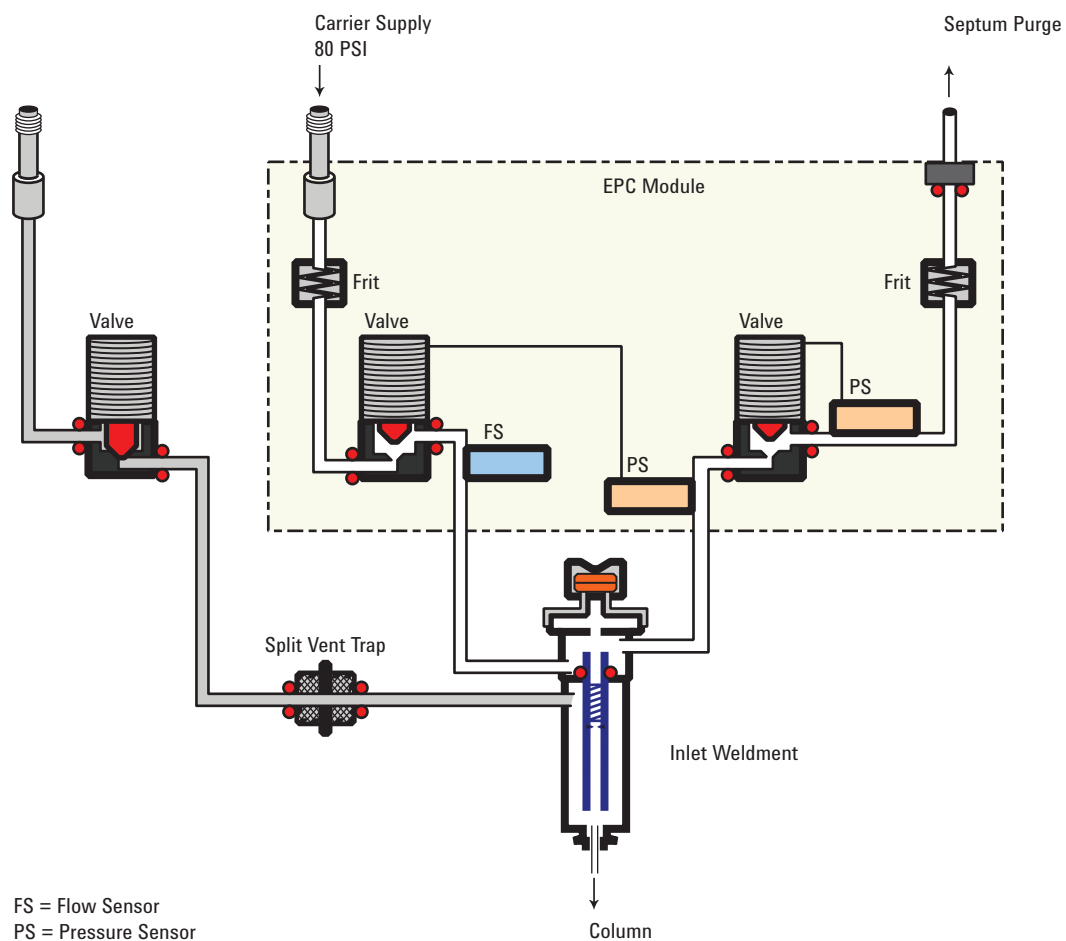 Carrier Supply
80 PSI
Septum Purge
EPC Module
Frit
Frit
Valve
Valve
Valve
PS
FS
PS
Split Vent Trap
Inlet Weldment
FS = Flow Sensor
PS = Pressure Sensor
Column